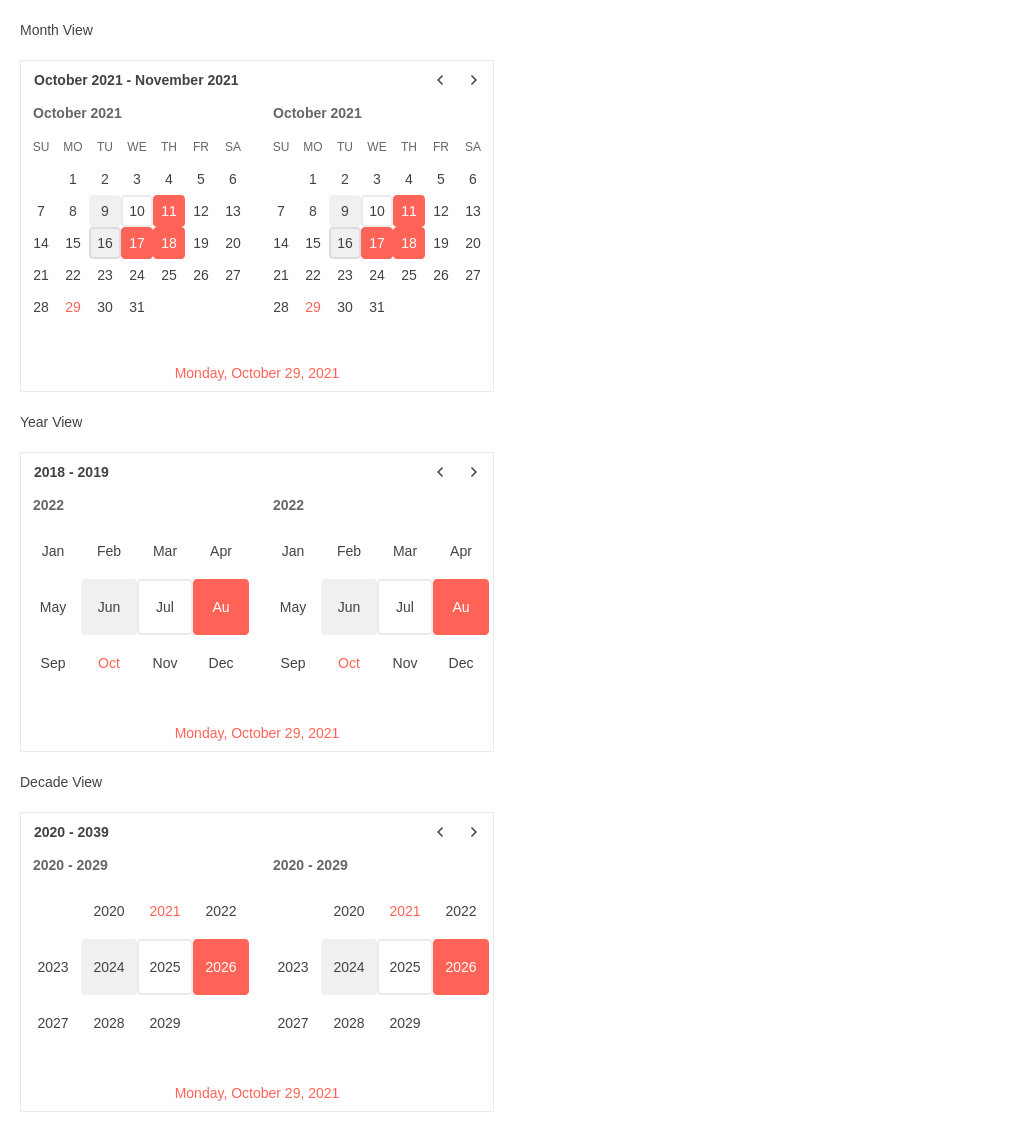 Month View
October 2021 - November 2021
October 2021 October 2021
SU MO TU WE TH FR SA SU MO TU WE TH FR SA
1 2 3 4 5 6 1 2 3 4 5 6
7 8 9 10 11 12 13 7 8 9 10 11 12 13
14 15 16 17 18 19 20 14 15 16 17 18 19 20
21 22 23 24 25 26 27 21 22 23 24 25 26 27
28 29 30 31 28 29 30 31
Monday, October 29, 2021
Year View
2018 - 2019
2022 2022
Jan Feb Mar Apr Jan Feb Mar Apr
May Jun Jul Au May Jun Jul Au
Sep Oct Nov Dec Sep Oct Nov Dec
Monday, October 29, 2021
Decade View
2020 - 2039
2020 - 2029 2020 - 2029
2020 2021 2022 2020 2021 2022
2023 2024 2025 2026 2023 2024 2025 2026
2027 2028 2029 2027 2028 2029
Monday, October 29, 2021